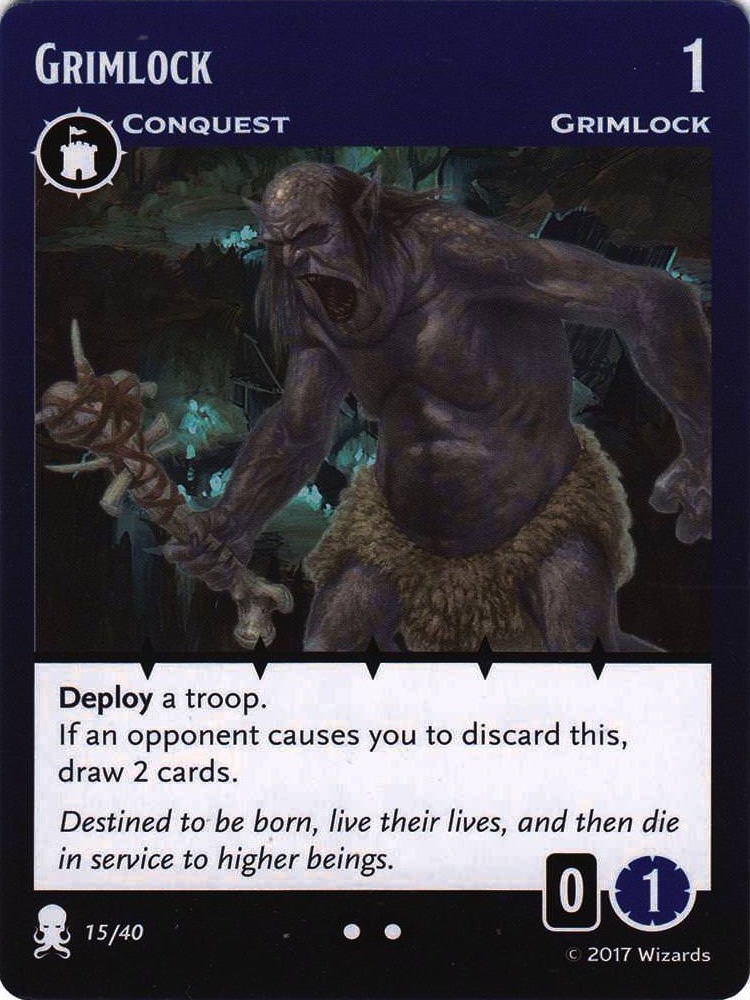 GRIMLOCK
1
CONQUEST
GRIMLOCK
Deploy a troop.
If an opponent causes you to discard this,
draw 2 cards.
Destined to be born, live their lives, and then die
in service to higher beings.
0
1
15/40
© 2017 Wizards